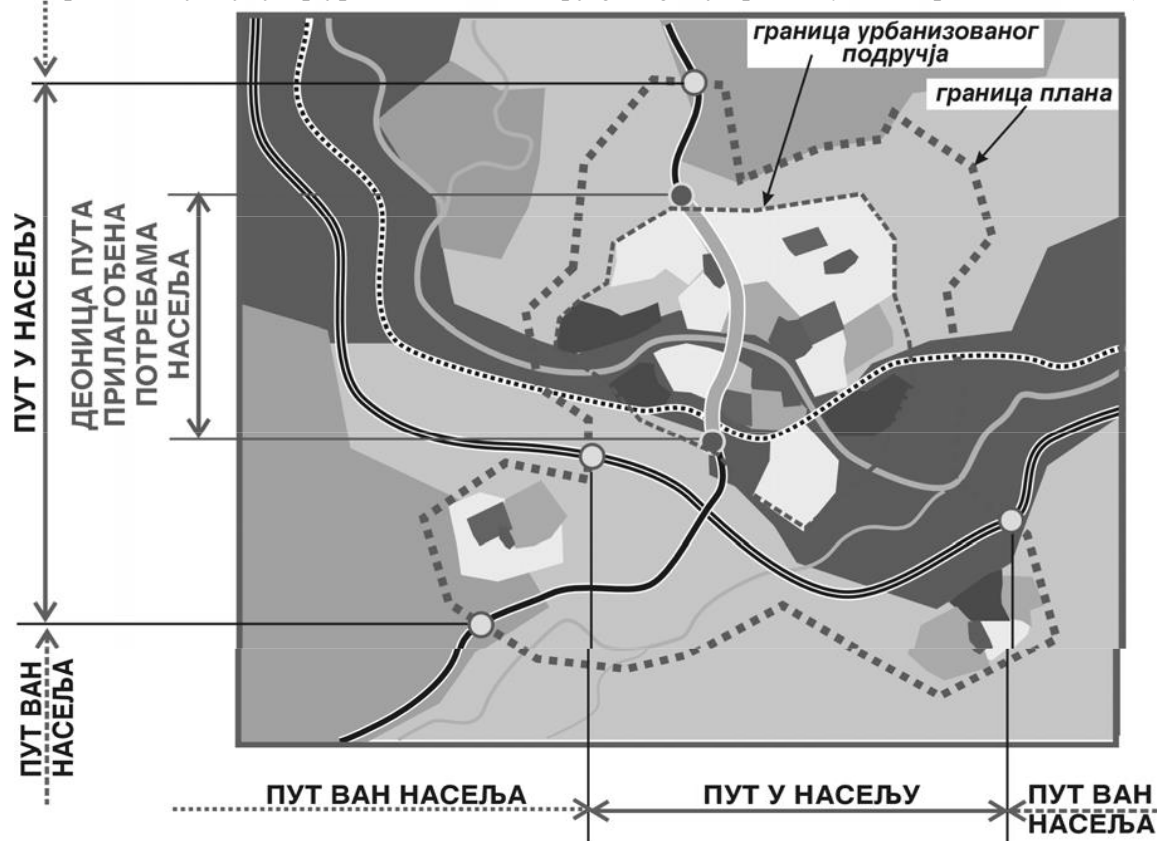 граница урбанизованог
подручја
граница плана
ПУТ У НАСЕЉУ
ДЕОНИЦА ПУТА
ПРИЛАГОЂЕНА
ПОТРЕБАМА
НАСЕЉА
ПУТ ВАН
НАСЕЉА
ПУТ ВАН НАСЕЉА
ПУТ У НАСЕЉУ
ПУТ ВАН
НАСЕЉА